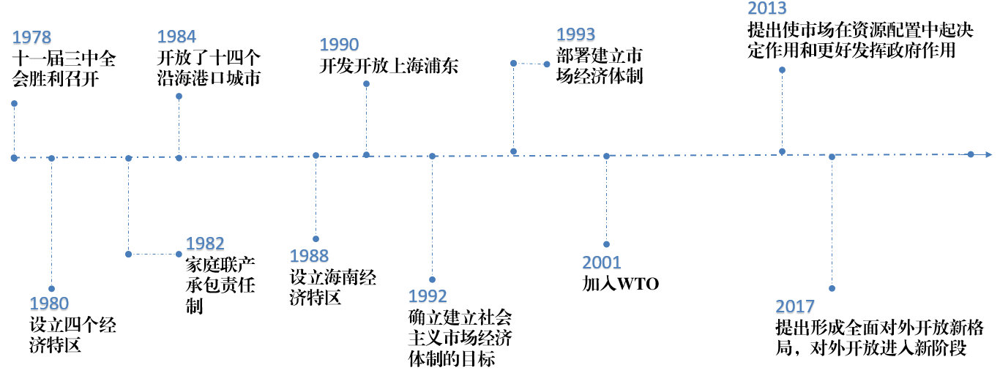 1978
十一届三中全
会胜利召开
1980
设立四个经
济特区
1982
家庭联产
承包责任
制
1984
开放了十四个
沿海港口城市
1988
设立海南经
济特区
1990
开发开放上海浦东
1992
确立建立社会
主义市场经济
体制的目标
1993
部署建立市
场经济体制
2001
加入WTO
2013
提出使市场在资源配置中起决
定作用和更好发挥政府作用
2017
提出形成全面对外开放新格
局，对外开放进入新阶段